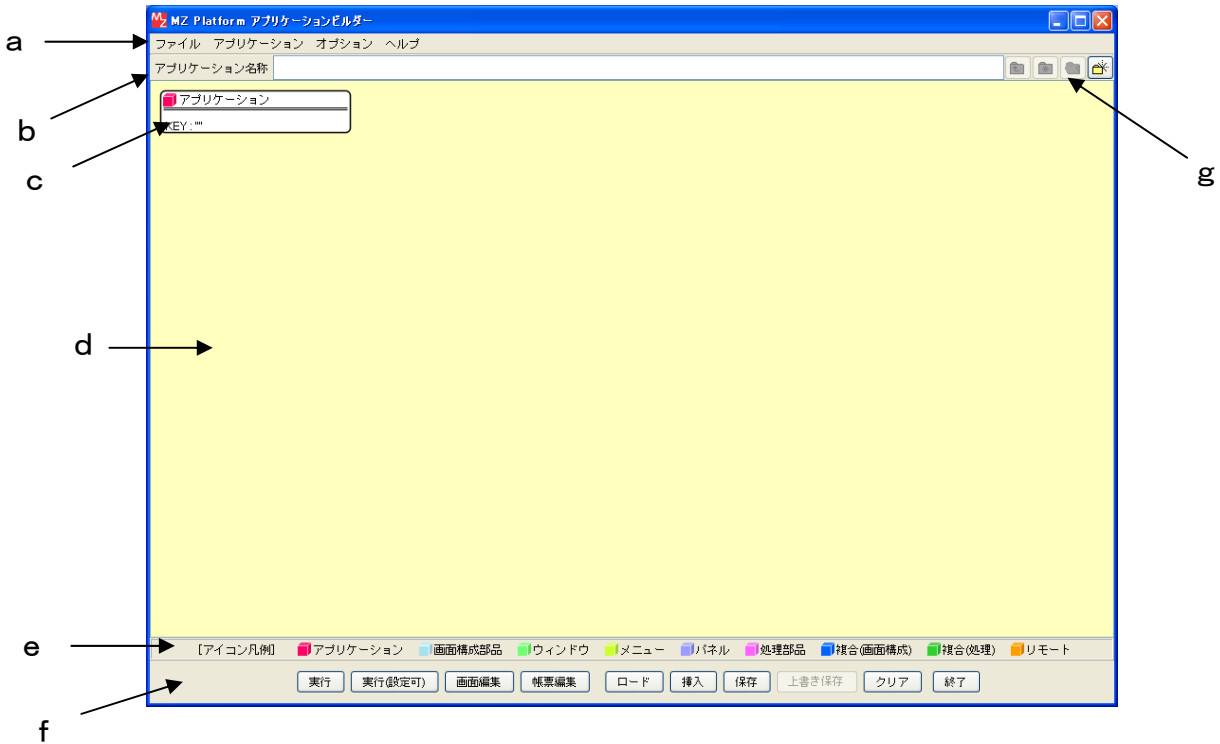 MZ Platform アプリケーションビルダー
a
ファイル アプリケーション オプション ヘルプ
アプリケーション名称
b
アプリケーション
KEY : ""
c
g
d
e
[アイコン凡例] アプリケーション 画面構成部品 ウィンドウ メニュー パネル 処理部品 複合(画面構成) 複合(処理) リモート
実行 実行(設定可) 画面編集 帳票編集 ロード 挿入 保存 上書き保存 クリア 終了
f